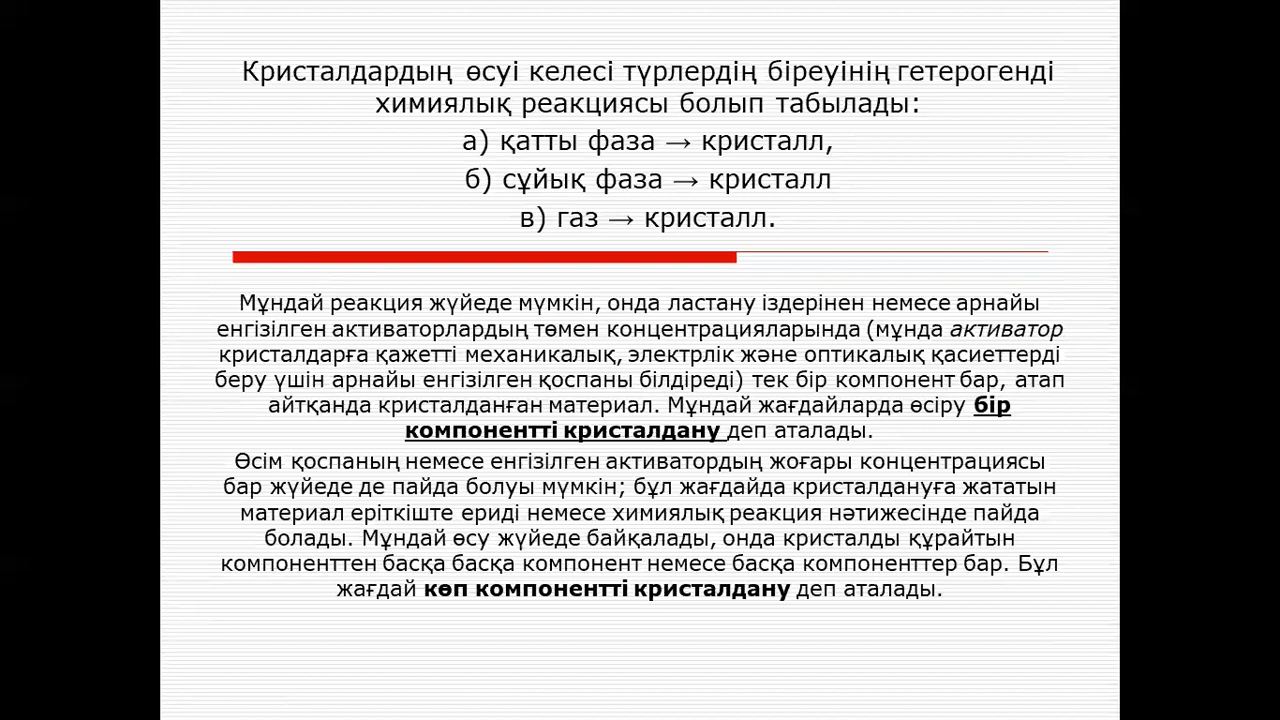 Кристалдардың өсуі келесі түрлердің біреуінің гетерогенді
химиялық реакциясы болып табылады:
а) қатты фаза → кристалл,
б) сұйық фаза → кристалл
в) газ → кристалл.
Мұндай реакция жүйеде мүмкін, онда ластану іздерінен немесе арнайы
енгізілген активаторлардың төмен концентрацияларында (мұнда активатор
кристалдарға қажетті механикалық, электрлік және оптикалық қасиеттерді
беру үшін арнайы енгізілген қоспаны білдіреді) тек бір компонент бар, атап
айтқанда кристалданған материал. Мұндай жағдайларда өсіру бір
компонентті кристалдану деп аталады.
Өсім қоспаның немесе енгізілген активатордың жоғары концентрациясы
бар жүйеде де пайда болуы мүмкін; бұл жағдайда кристалдануға жататын
материал еріткіште ериді немесе химиялық реакция нәтижесінде пайда
болады. Мұндай өсу жүйеде байқалады, онда кристалды құрайтын
компоненттен басқа басқа компонент немесе басқа компоненттер бар. Бұл
жағдай көп компонентті кристалдану деп аталады.